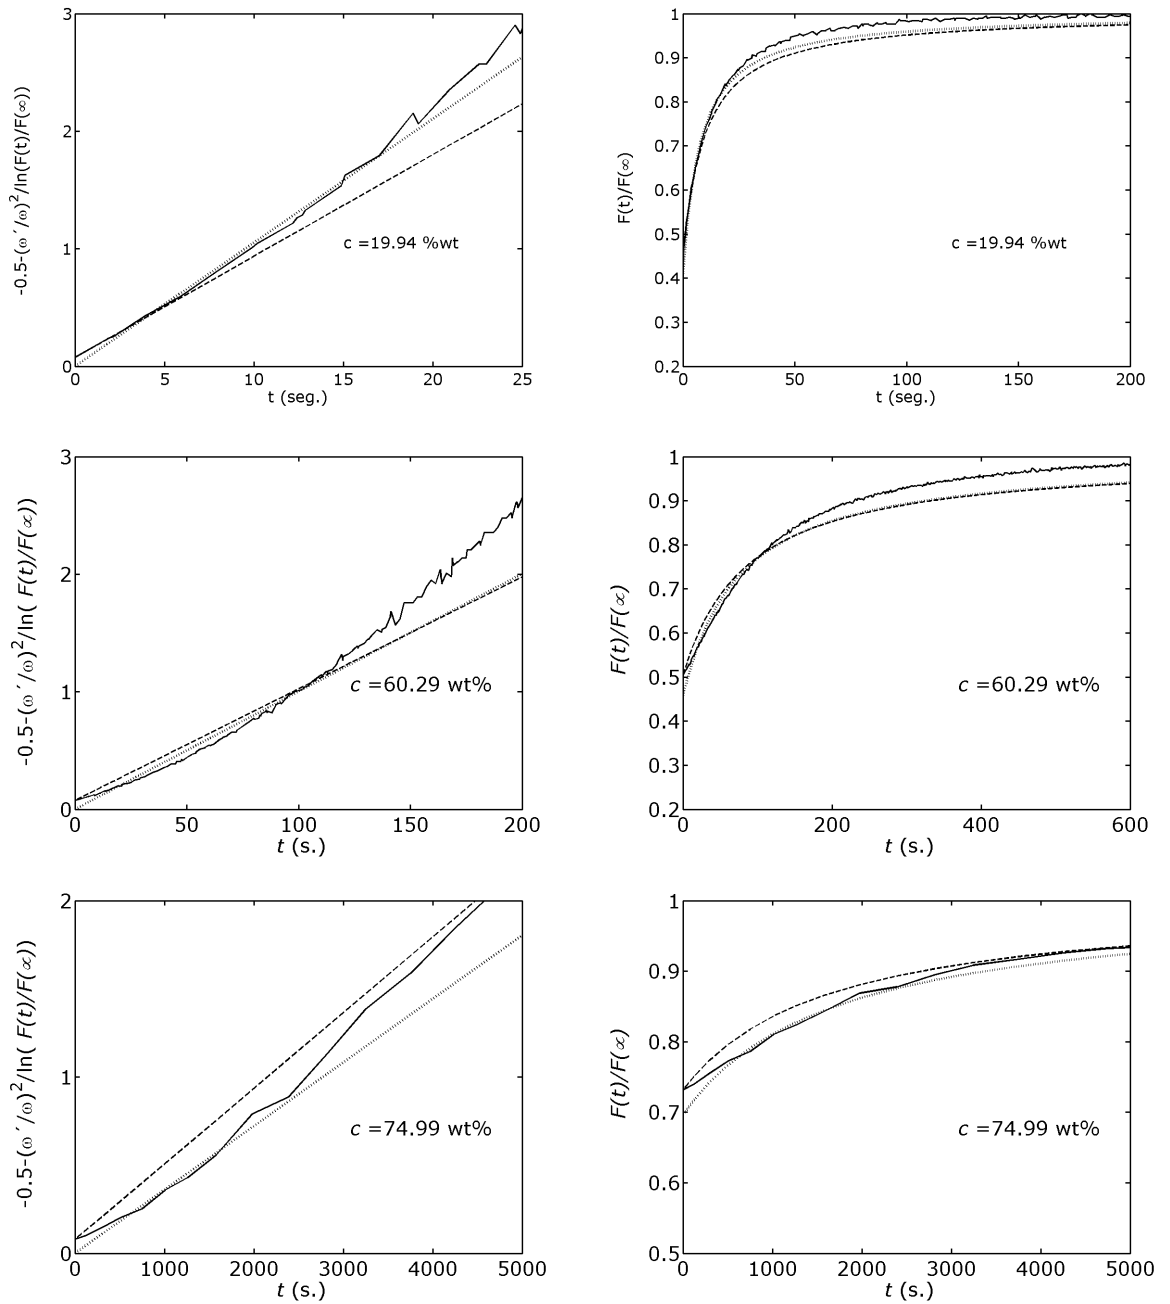 3
2
1
0
0 5 10 15 20 25
t (seg.)
-0.5-(ω´/ω)²/ln(F(t)/F(∞))
c =19.94 %wt
1
0.9
0.8
0.7
0.6
0.5
0.4
0.3
0.2
0 50 100 150 200
t (seg.)
F(t)/F(∞)
c =19.94 %wt
3
2
1
0
0 50 100 150 200
t (s.)
-0.5-(ω´/ω)²/ln( F(t)/F(∝))
c =60.29 wt%
1
0.9
0.8
0.7
0.6
0.5
0.4
0.3
0.2
0 200 400 600
t (s.)
F(t)/F(∝)
c =60.29 wt%
2
1
0
0 1000 2000 3000 4000 5000
t (s.)
-0.5-(ω´/ω)²/ln( F(t)/F(∝))
c =74.99 wt%
1
0.9
0.8
0.7
0.6
0.5
0 1000 2000 3000 4000 5000
t (s.)
F(t)/F(∝)
c =74.99 wt%